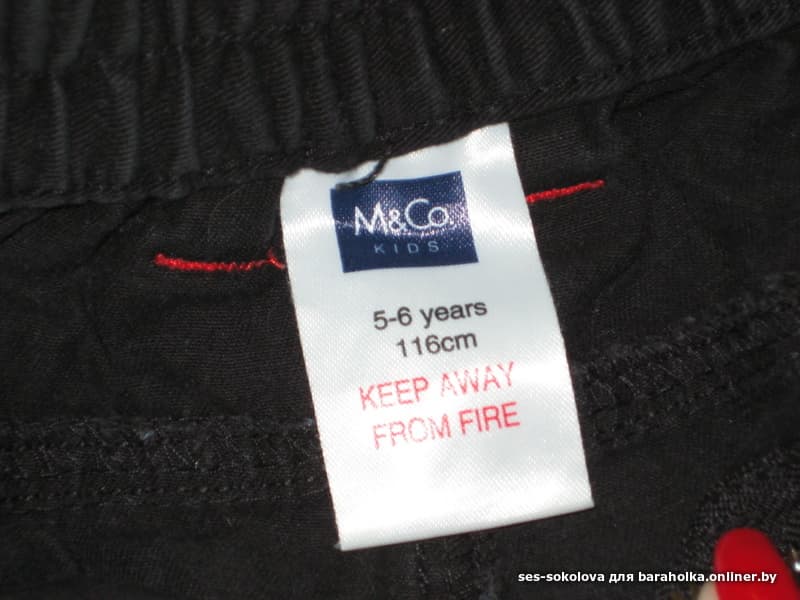 M&Co.
KIDS
5-6 years
116cm
KEEP AWAY
FROM FIRE
ses-sokolova для baraholka.onliner.by